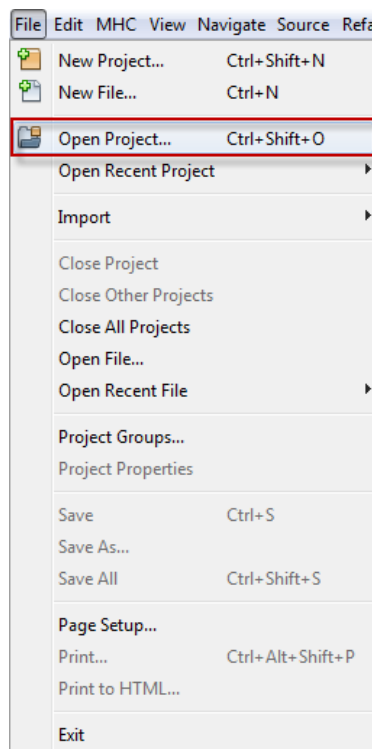 File Edit MHC View Navigate Source Refa
New Project... Ctrl+Shift+N
New File... Ctrl+N
Open Project... Ctrl+Shift+O
Open Recent Project
Import
Close Project
Close Other Projects
Close All Projects
Open File...
Open Recent File
Project Groups...
Project Properties
Save Ctrl+S
Save As...
Save All Ctrl+Shift+S
Page Setup...
Print... Ctrl+Alt+Shift+P
Print to HTML...
Exit